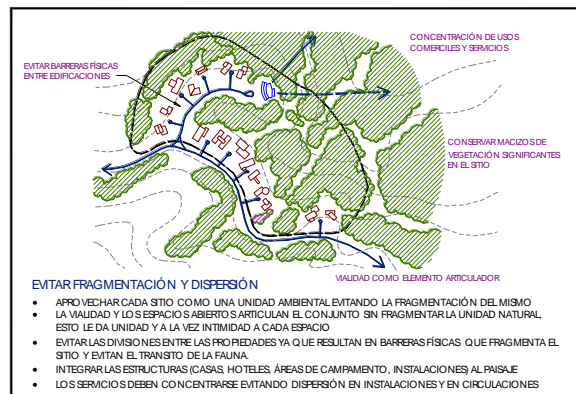 CONCENTRACIÓN DE USOS
COMERCILES Y SERVICIOS
EVITAR BARRERAS FÍSICAS
ENTRE EDIFICACIONES
CONSERVAR MACIZOS DE
VEGETACIÓN SIGNIFICANTES
EN EL SITIO
VIALIDAD COMO ELEMENTO ARTICULADOR
EVITAR FRAGMENTACIÓN Y DISPERSIÓN
• APROVECHAR CADA SITIO COMO UNA UNIDAD AMBIENTAL EVITANDO LA FRAGMENTACIÓN DEL MISMO
• LA VIALIDAD Y LOS ESPACIOS ABIERTOS ARTICULAN EL CONJUNTO SIN FRAGMENTAR LA UNIDAD NATURAL,
ESTO LE DA UNIDAD Y A LA VEZ INTIMIDAD A CADA ESPACIO
• EVITAR LAS DIVISIONES ENTRE LAS PROPIEDADES YA QUE RESULTAN EN BARRERAS FÍSICAS QUE FRAGMENTA EL
SITIO Y EVITAN EL TRANSITO DE LA FAUNA.
• INTEGRAR LAS ESTRUCTURAS (CASAS, HOTELES, ÁREAS DE CAMPAMENTO, INSTALACIONES) AL PAISAJE
• LOS SERVICIOS DEBEN CONCENTRARSE EVITANDO DISPERSIÓN EN INSTALACIONES Y EN CIRCULACIONES